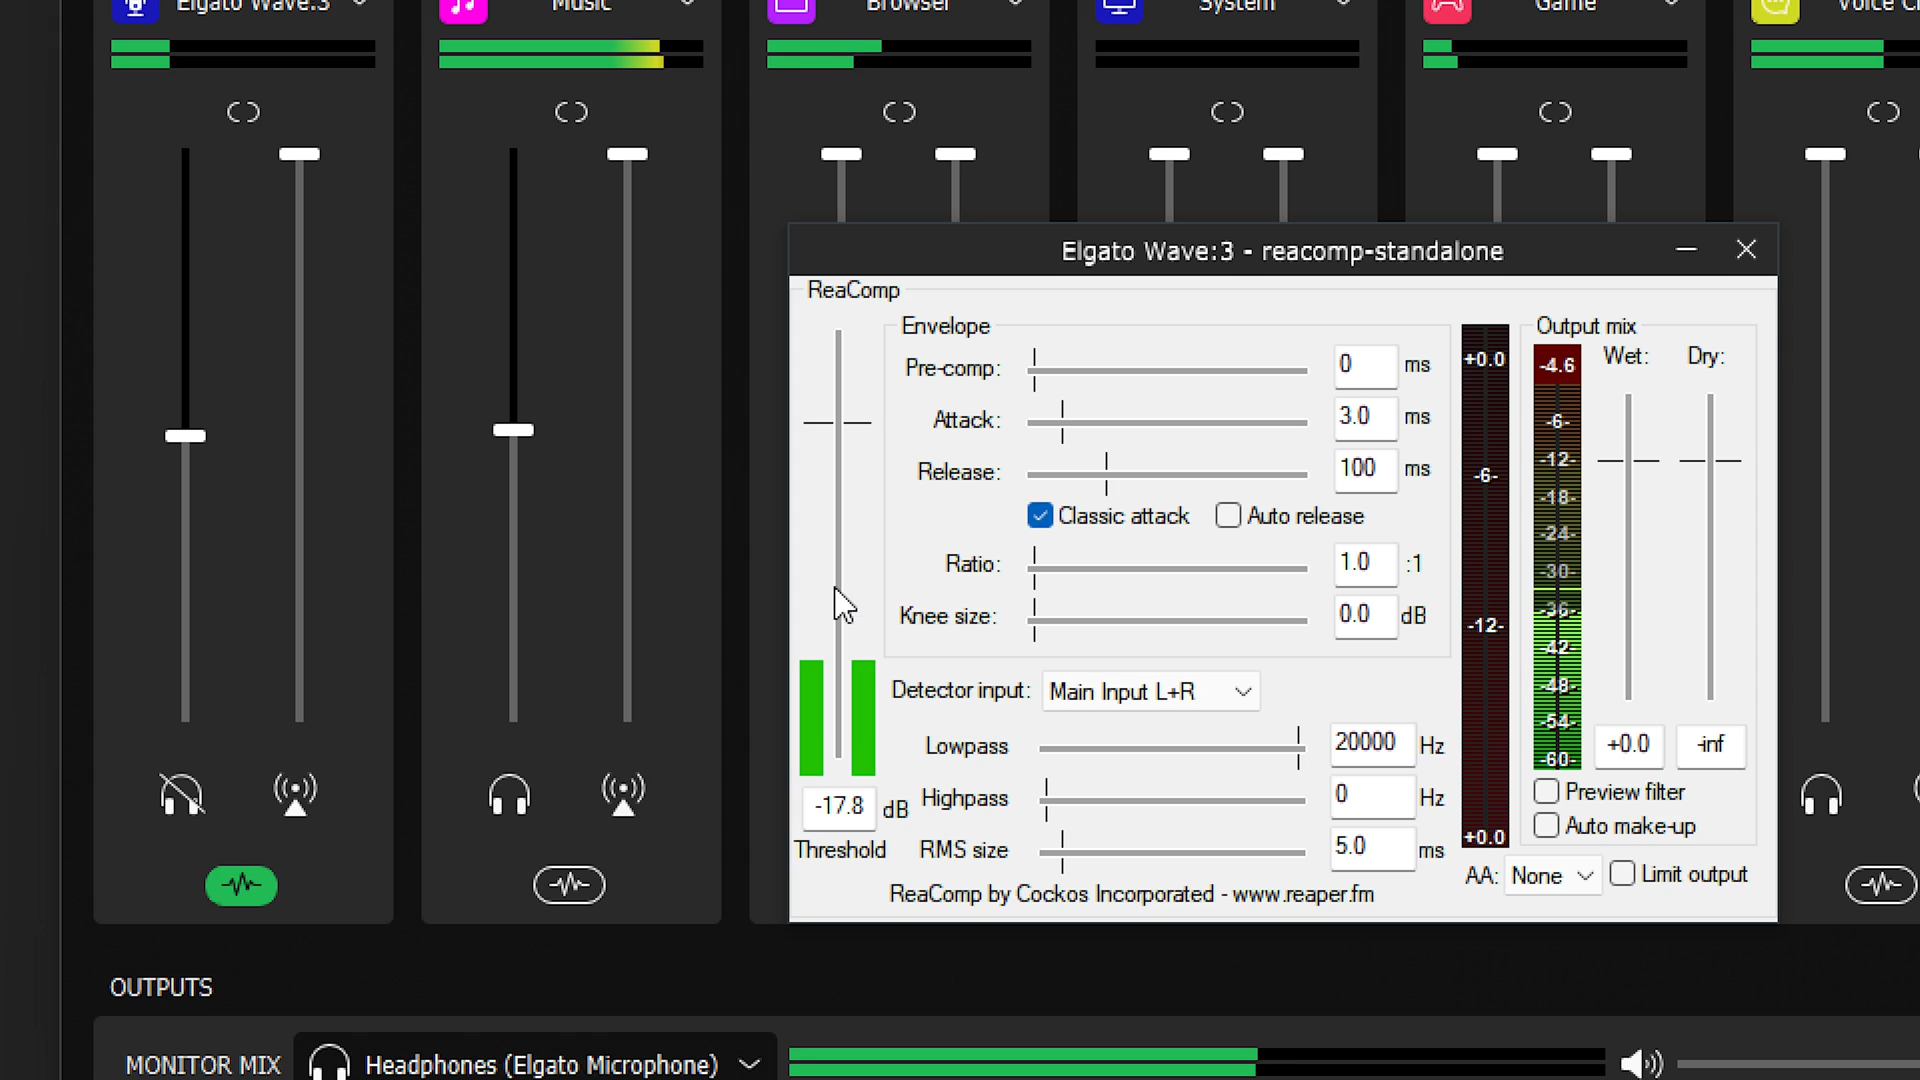 Elgato Wave:3
Music
Browser
System
Game
Voice
Elgato Wave:3 - reacomp-standalone
ReaComp
Envelope
Pre-comp: 0 ms
Attack: 3.0 ms
Release: 100 ms
Classic attack Auto release
Ratio: 1.0 :1
Knee size: 0.0 dB
Detector input: Main Input L+R
Lowpass 20000 Hz
Highpass 0 Hz
RMS size 5.0 ms
-17.8 dB
Threshold
+0.0
-6-
-12-
+0.0
Output mix
Wet: Dry:
-4.6
-6-
-12-
-18-
-24-
-30-
-36-
-42-
-48-
-54-
-60-
+0.0 -inf
Preview filter
Auto make-up
AA: None Limit output
ReaComp by Cockos Incorporated - www.reaper.fm
OUTPUTS
MONITOR MIX Headphones (Elgato Microphone)